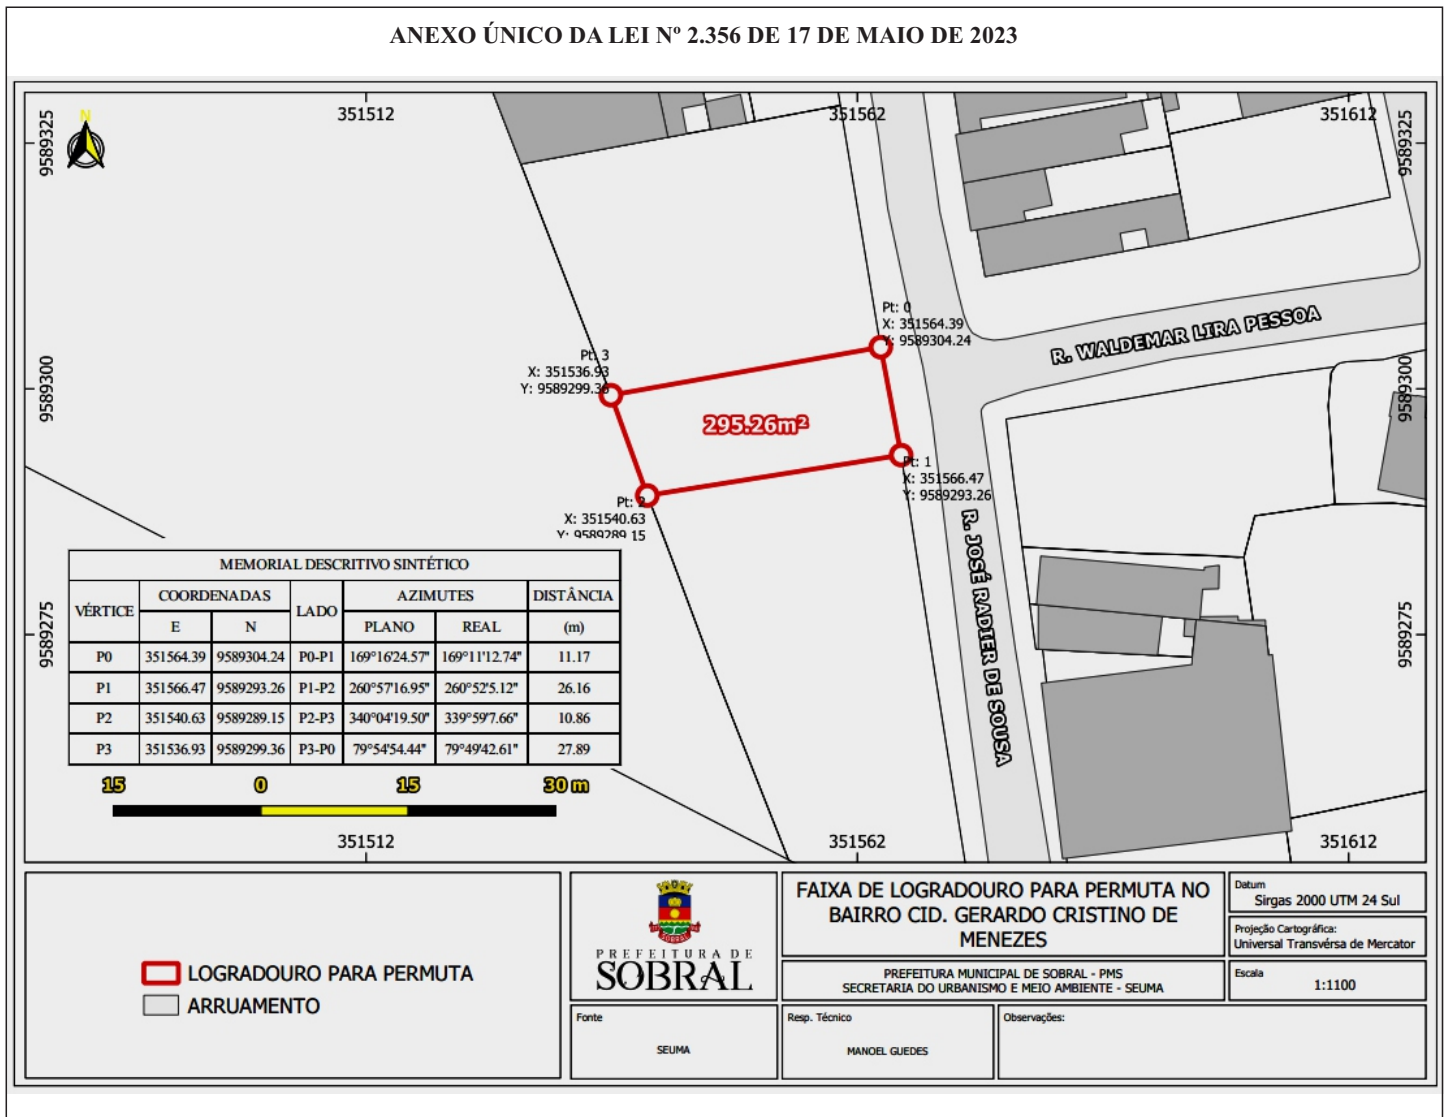 ANEXO ÚNICO DA LEI Nº 2.356 DE 17 DE MAIO DE 2023
N
351512
351562
351612
9589325
9589325
Pt: 0
X: 351564.39
Y: 9589304.24
R. WALDEMAR LIRA PESSOA
Pt: 3
X: 351536.93
Y: 9589299.36
9589300
9589300
295.26m²
Pt: 1
X: 351566.47
Y: 9589293.26
Pt: 2
X: 351540.63
Y: 9589289.15
R. JOSÉ RADIER DE SOUSA
9589275
9589275
MEMORIAL DESCRITIVO SINTÉTICO
VÉRTICE COORDENADAS LADO AZIMUTES DISTÂNCIA
E N PLANO REAL (m)
P0 351564.39 9589304.24 P0-P1 169°16'24.57" 169°11'12.74" 11.17
P1 351566.47 9589293.26 P1-P2 260°57'16.95" 260°52'5.12" 26.16
P2 351540.63 9589289.15 P2-P3 340°04'19.50" 339°59'7.66" 10.86
P3 351536.93 9589299.36 P3-P0 79°54'54.44" 79°49'42.61" 27.89
15 0 15 30 m
351512
351562
351612
LOGRADOURO PARA PERMUTA
ARRUAMENTO
SOBRAL
PREFEITURA DE
SOBRAL
FAIXA DE LOGRADOURO PARA PERMUTA NO
BAIRRO CID. GERARDO CRISTINO DE
MENEZES
PREFEITURA MUNICIPAL DE SOBRAL - PMS
SECRETARIA DO URBANISMO E MEIO AMBIENTE - SEUMA
Datum
Sirgas 2000 UTM 24 Sul
Projeção Cartográfica:
Universal Transvérsa de Mercator
Escala
1:1100
Fonte
SEUMA
Resp. Técnico
MANOEL GUEDES
Observações: